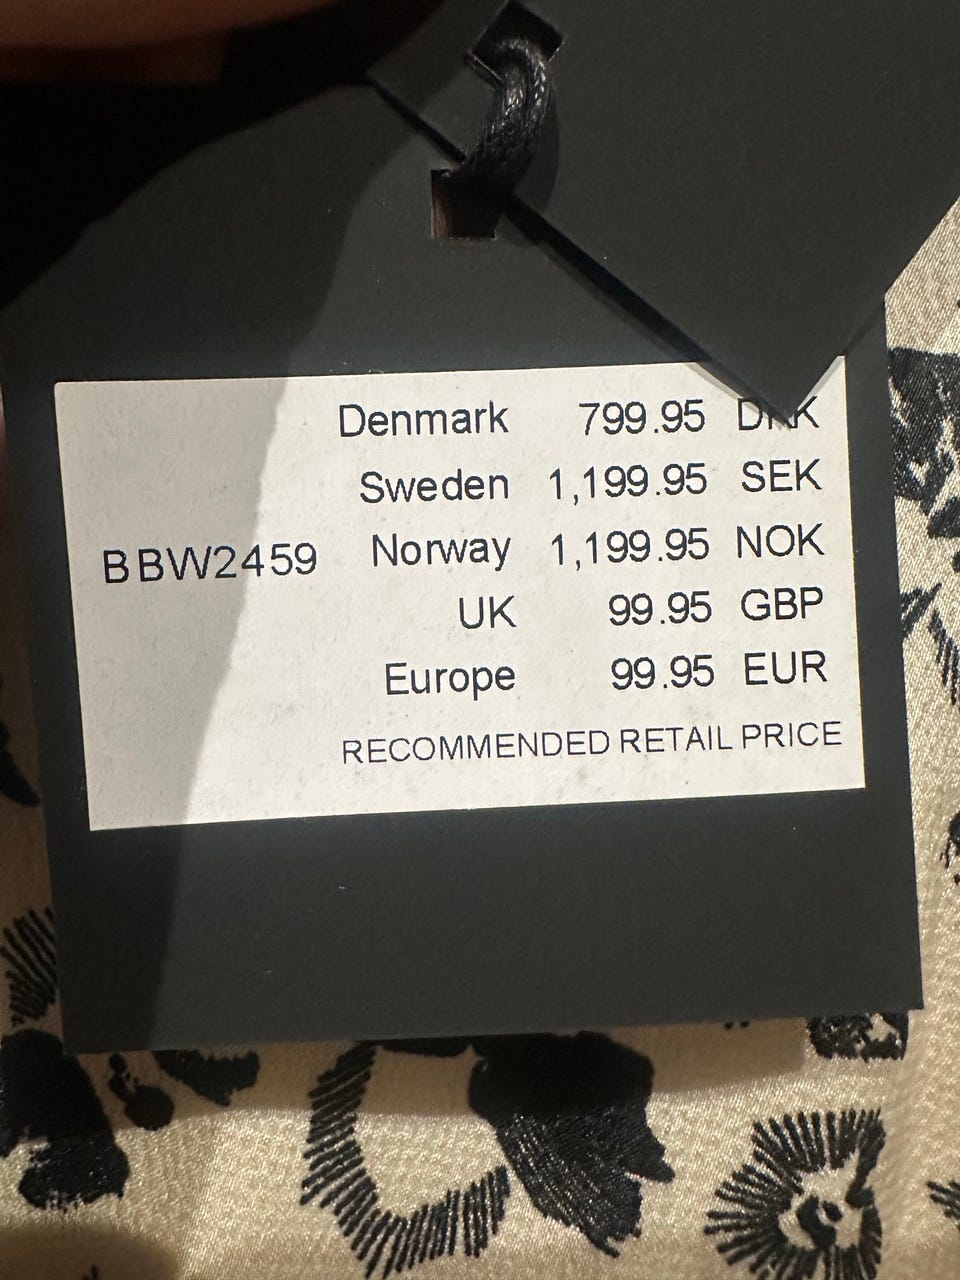 Denmark 799.95 DKK
Sweden 1,199.95 SEK
BBW2459 Norway 1,199.95 NOK
UK 99.95 GBP
Europe 99.95 EUR
RECOMMENDED RETAIL PRICE